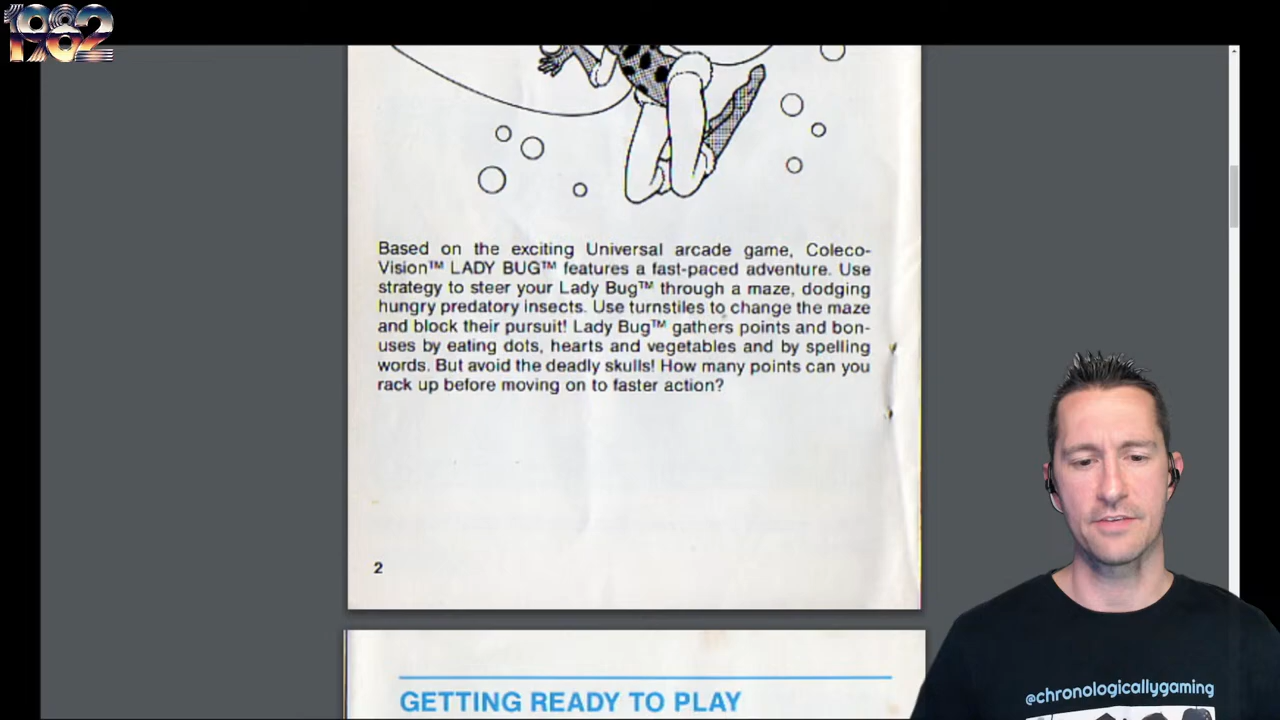 1982
Based on the exciting Universal arcade game, Coleco-
Vision™ LADY BUG™ features a fast-paced adventure. Use
strategy to steer your Lady Bug™ through a maze, dodging
hungry predatory insects. Use turnstiles to change the maze
and block their pursuit! Lady Bug™ gathers points and bon-
uses by eating dots, hearts and vegetables and by spelling
words. But avoid the deadly skulls! How many points can you
rack up before moving on to faster action?
2
GETTING READY TO PLAY
@chronologicallygaming